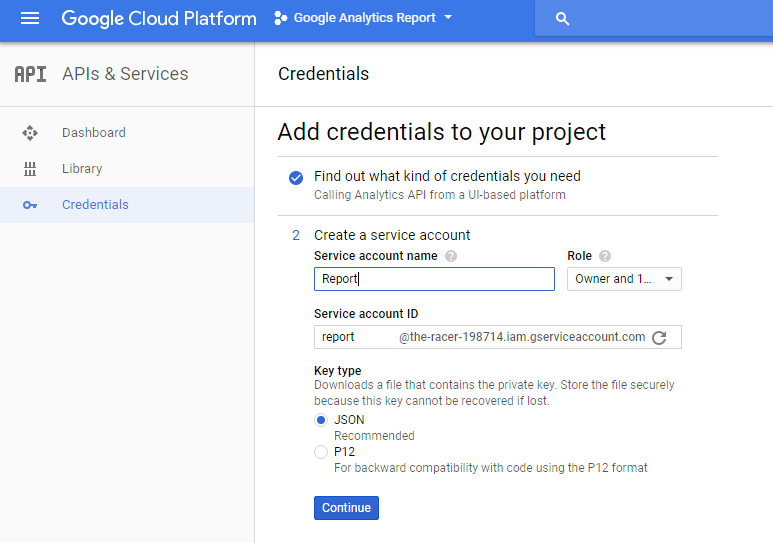 Google Cloud Platform
Google Analytics Report
API APIs & Services
Credentials
Dashboard
Library
Credentials
Add credentials to your project
Find out what kind of credentials you need
Calling Analytics API from a UI-based platform
2 Create a service account
Service account name ? Role ?
Report Owner and 1...
Service account ID
report @the-racer-198714.iam.gserviceaccount.com
Key type
Downloads a file that contains the private key. Store the file securely
because this key cannot be recovered if lost.
JSON
Recommended
P12
For backward compatibility with code using the P12 format
Continue